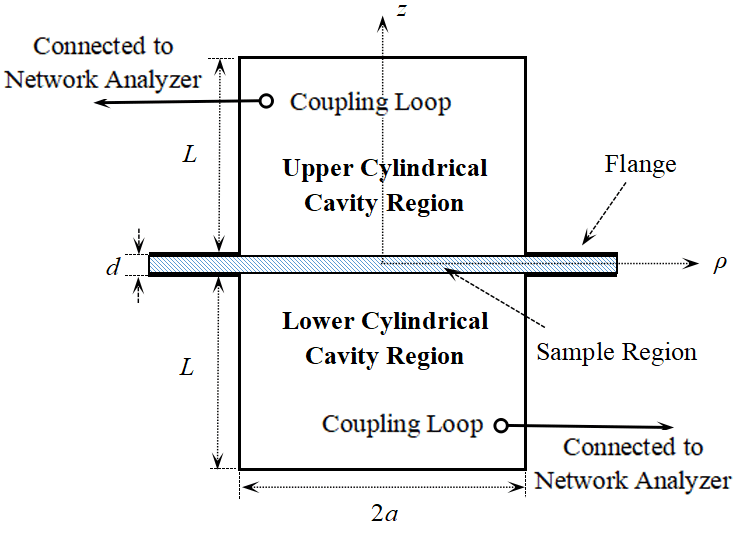 z
Connected to
Network Analyzer
Coupling Loop
L
Upper Cylindrical
Cavity Region
Flange
d
ρ
Lower Cylindrical
Cavity Region
Sample Region
L
Coupling Loop
Connected to
Network Analyzer
2a